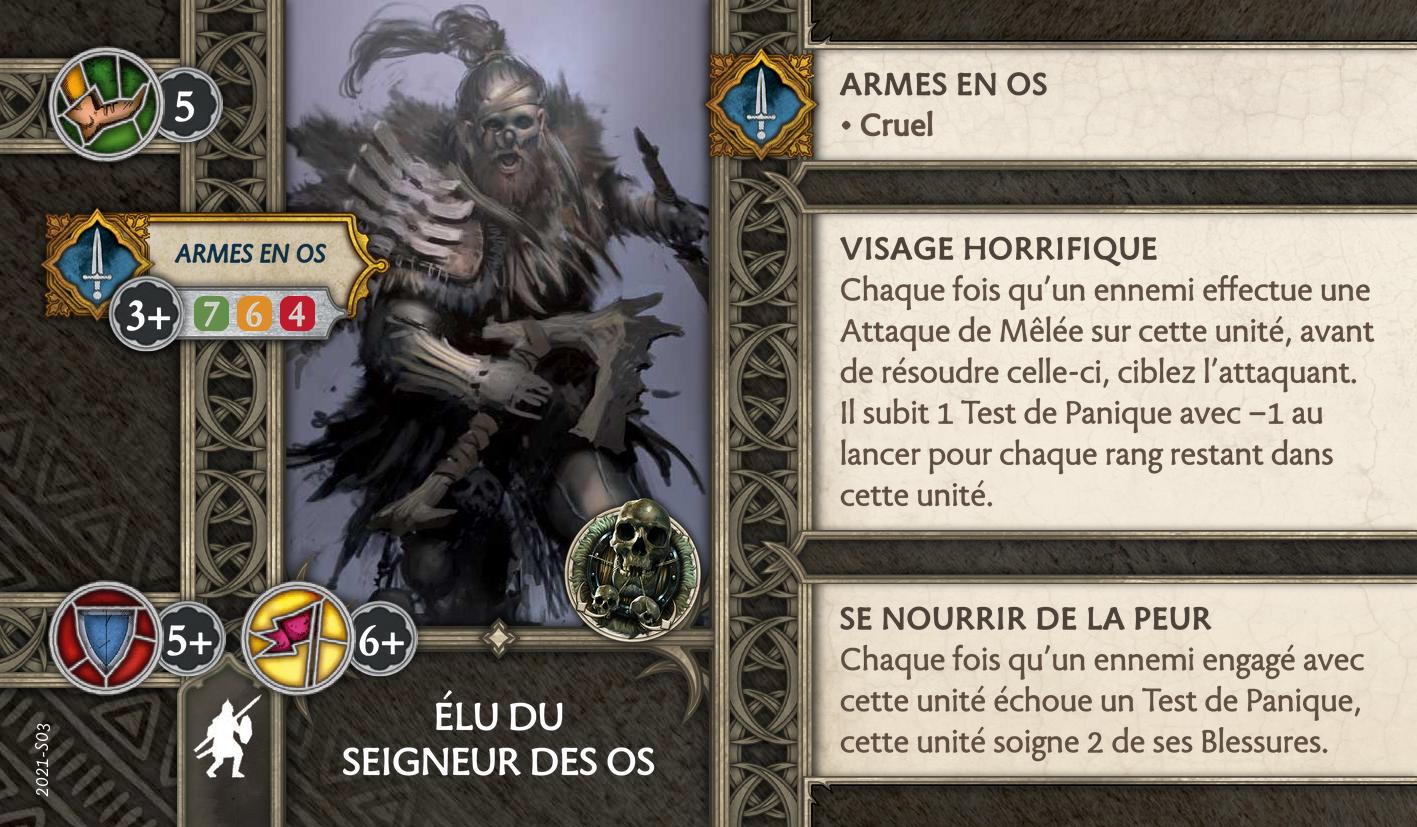 5
ARMES EN OS
3+ 7 6 4
5+ 6+
ÉLU DU
SEIGNEUR DES OS
2021-S03
ARMES EN OS
• Cruel
VISAGE HORRIFIQUE
Chaque fois qu’un ennemi effectue une
Attaque de Mêlée sur cette unité, avant
de résoudre celle-ci, ciblez l’attaquant.
Il subit 1 Test de Panique avec –1 au
lancer pour chaque rang restant dans
cette unité.
SE NOURRIR DE LA PEUR
Chaque fois qu’un ennemi engagé avec
cette unité échoue un Test de Panique,
cette unité soigne 2 de ses Blessures.